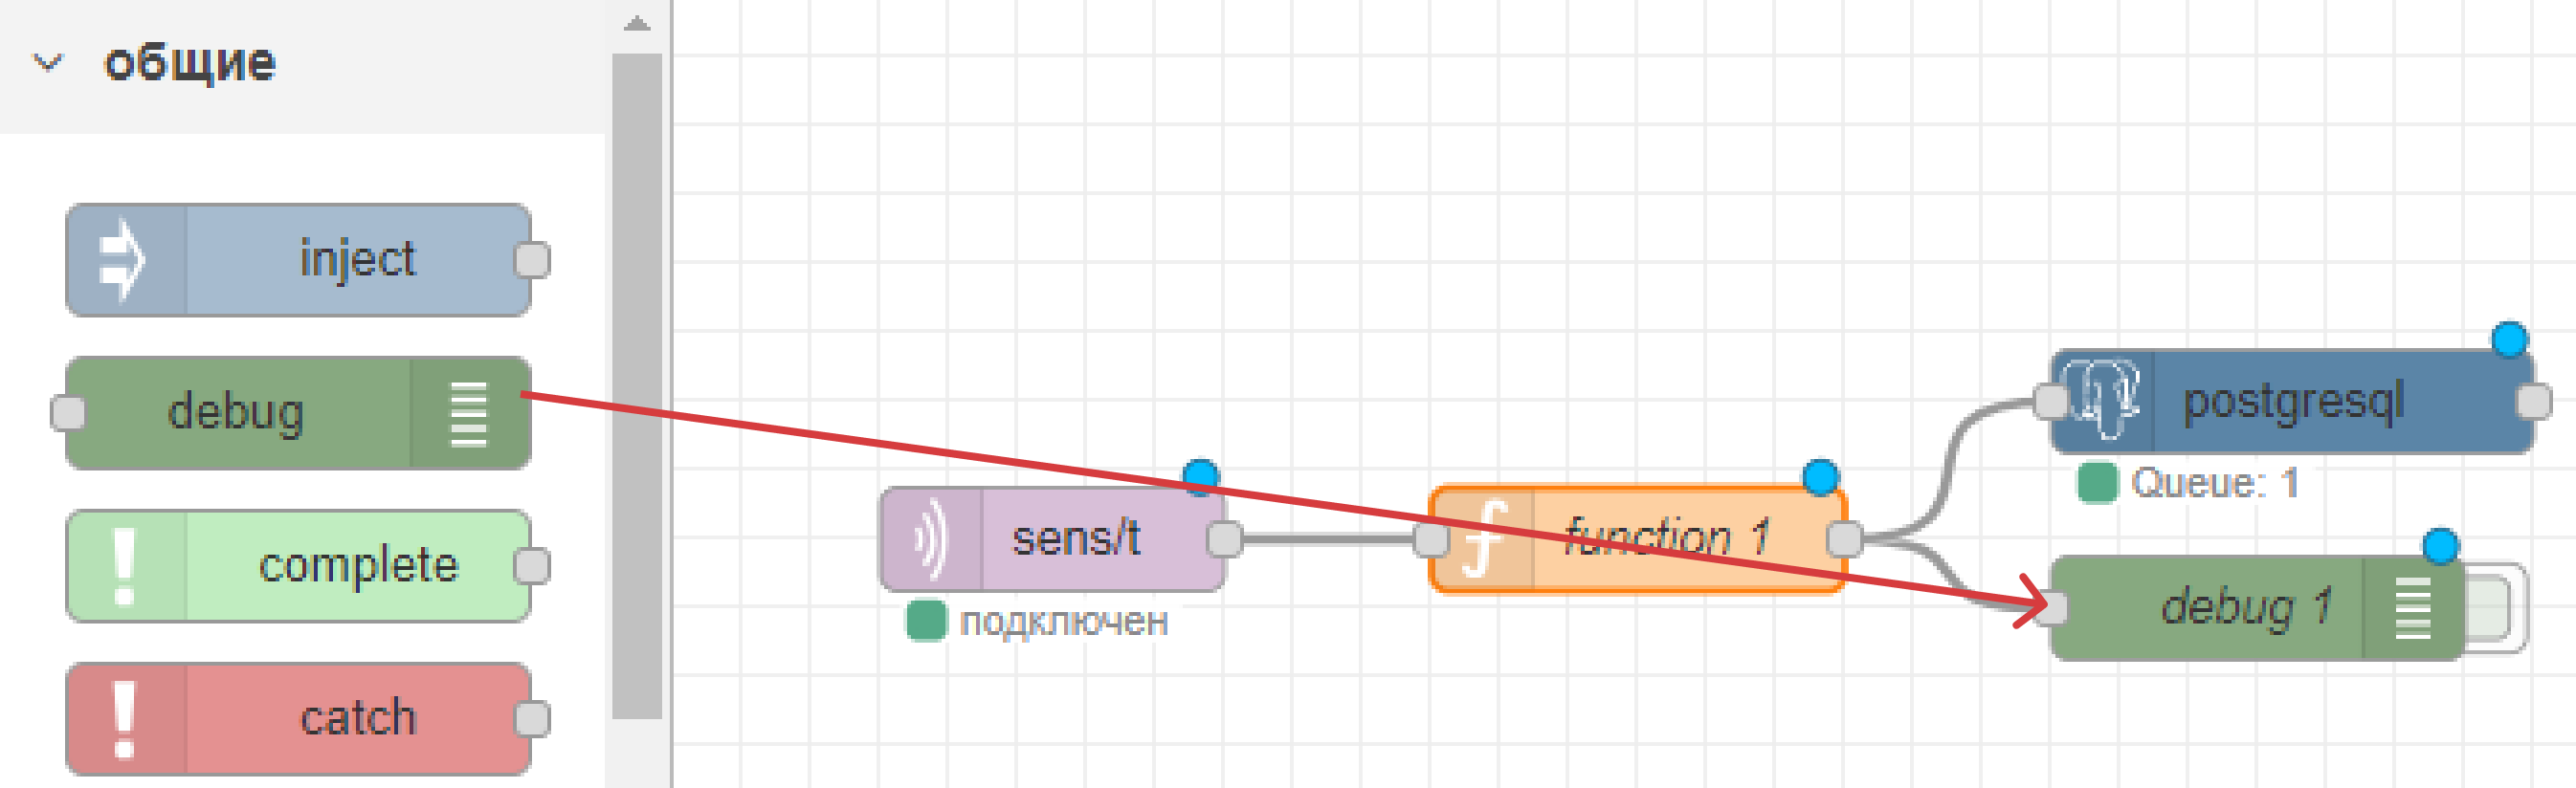 общие
inject
debug
complete
catch
sens/t
подключен
function 1
postgresql
Queue: 1
debug 1